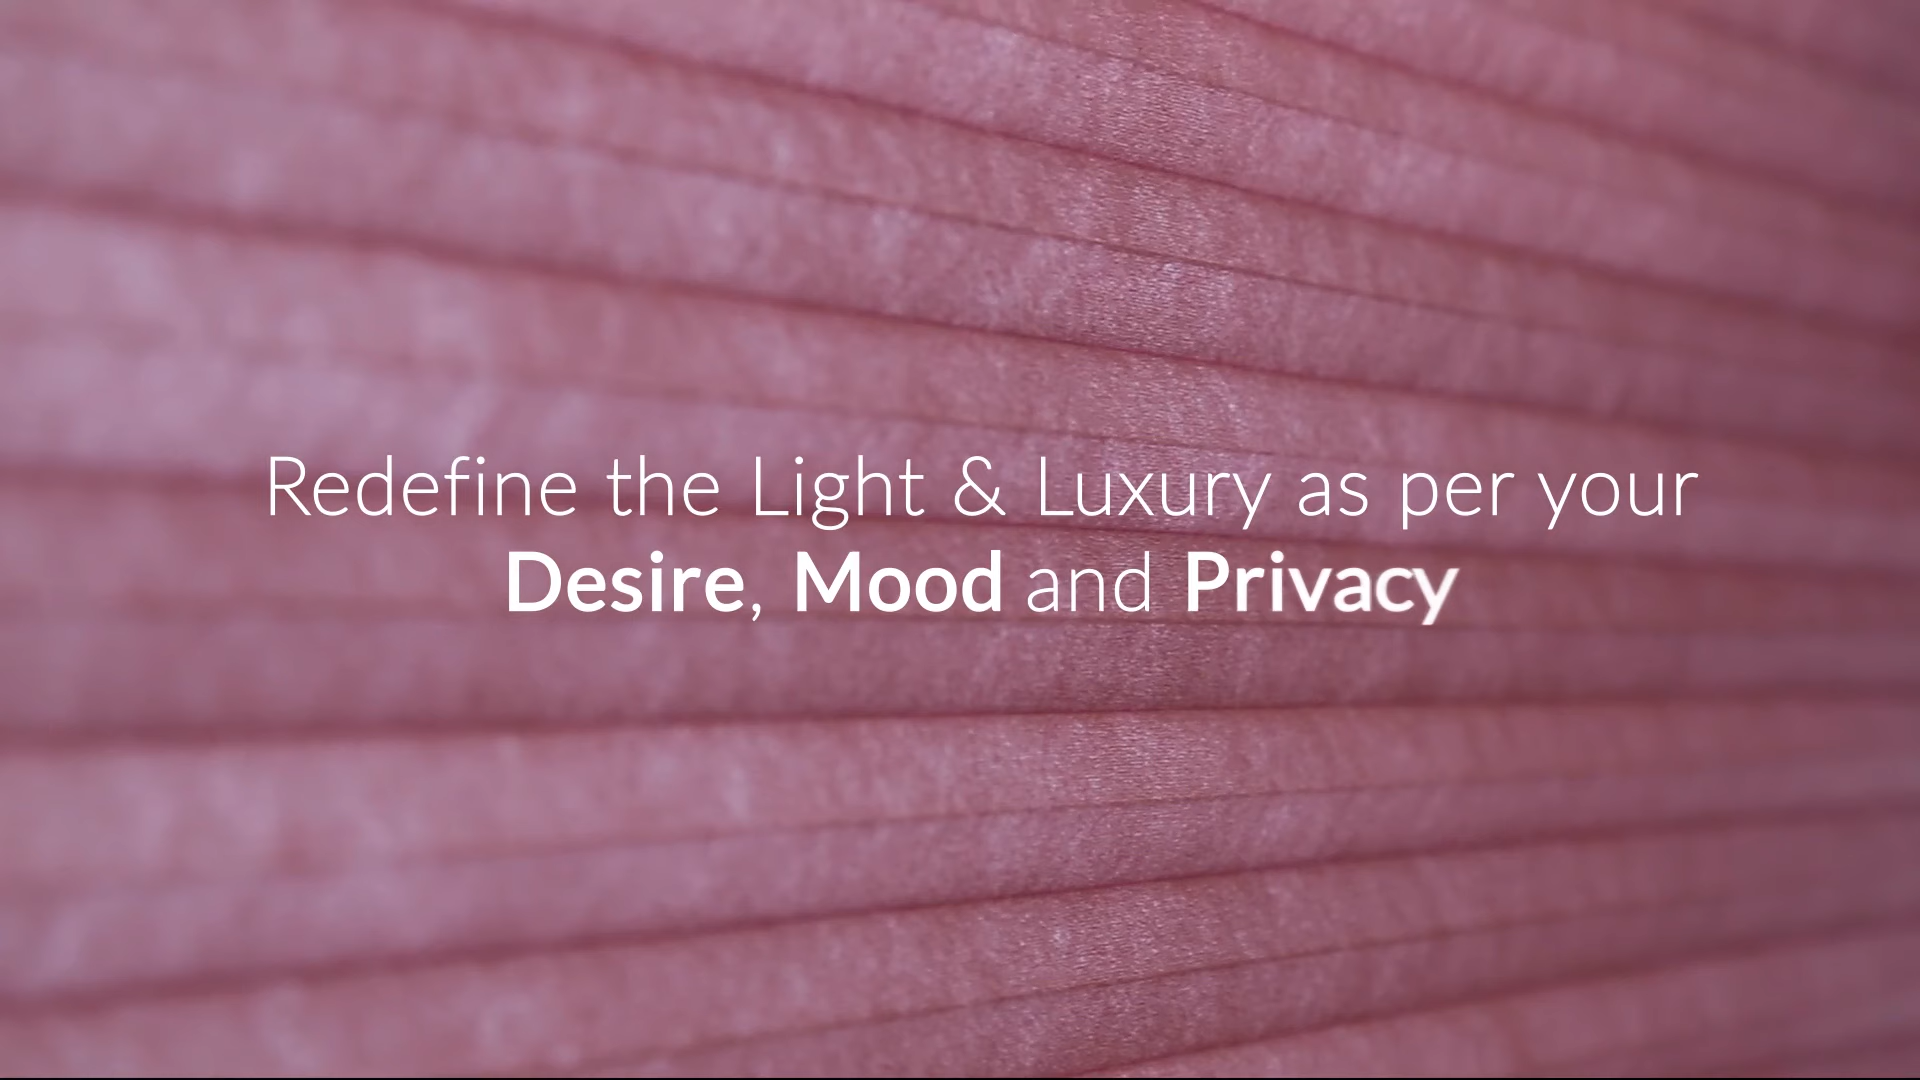 Redefine the Light & Luxury as per your
Desire, Mood and Privacy